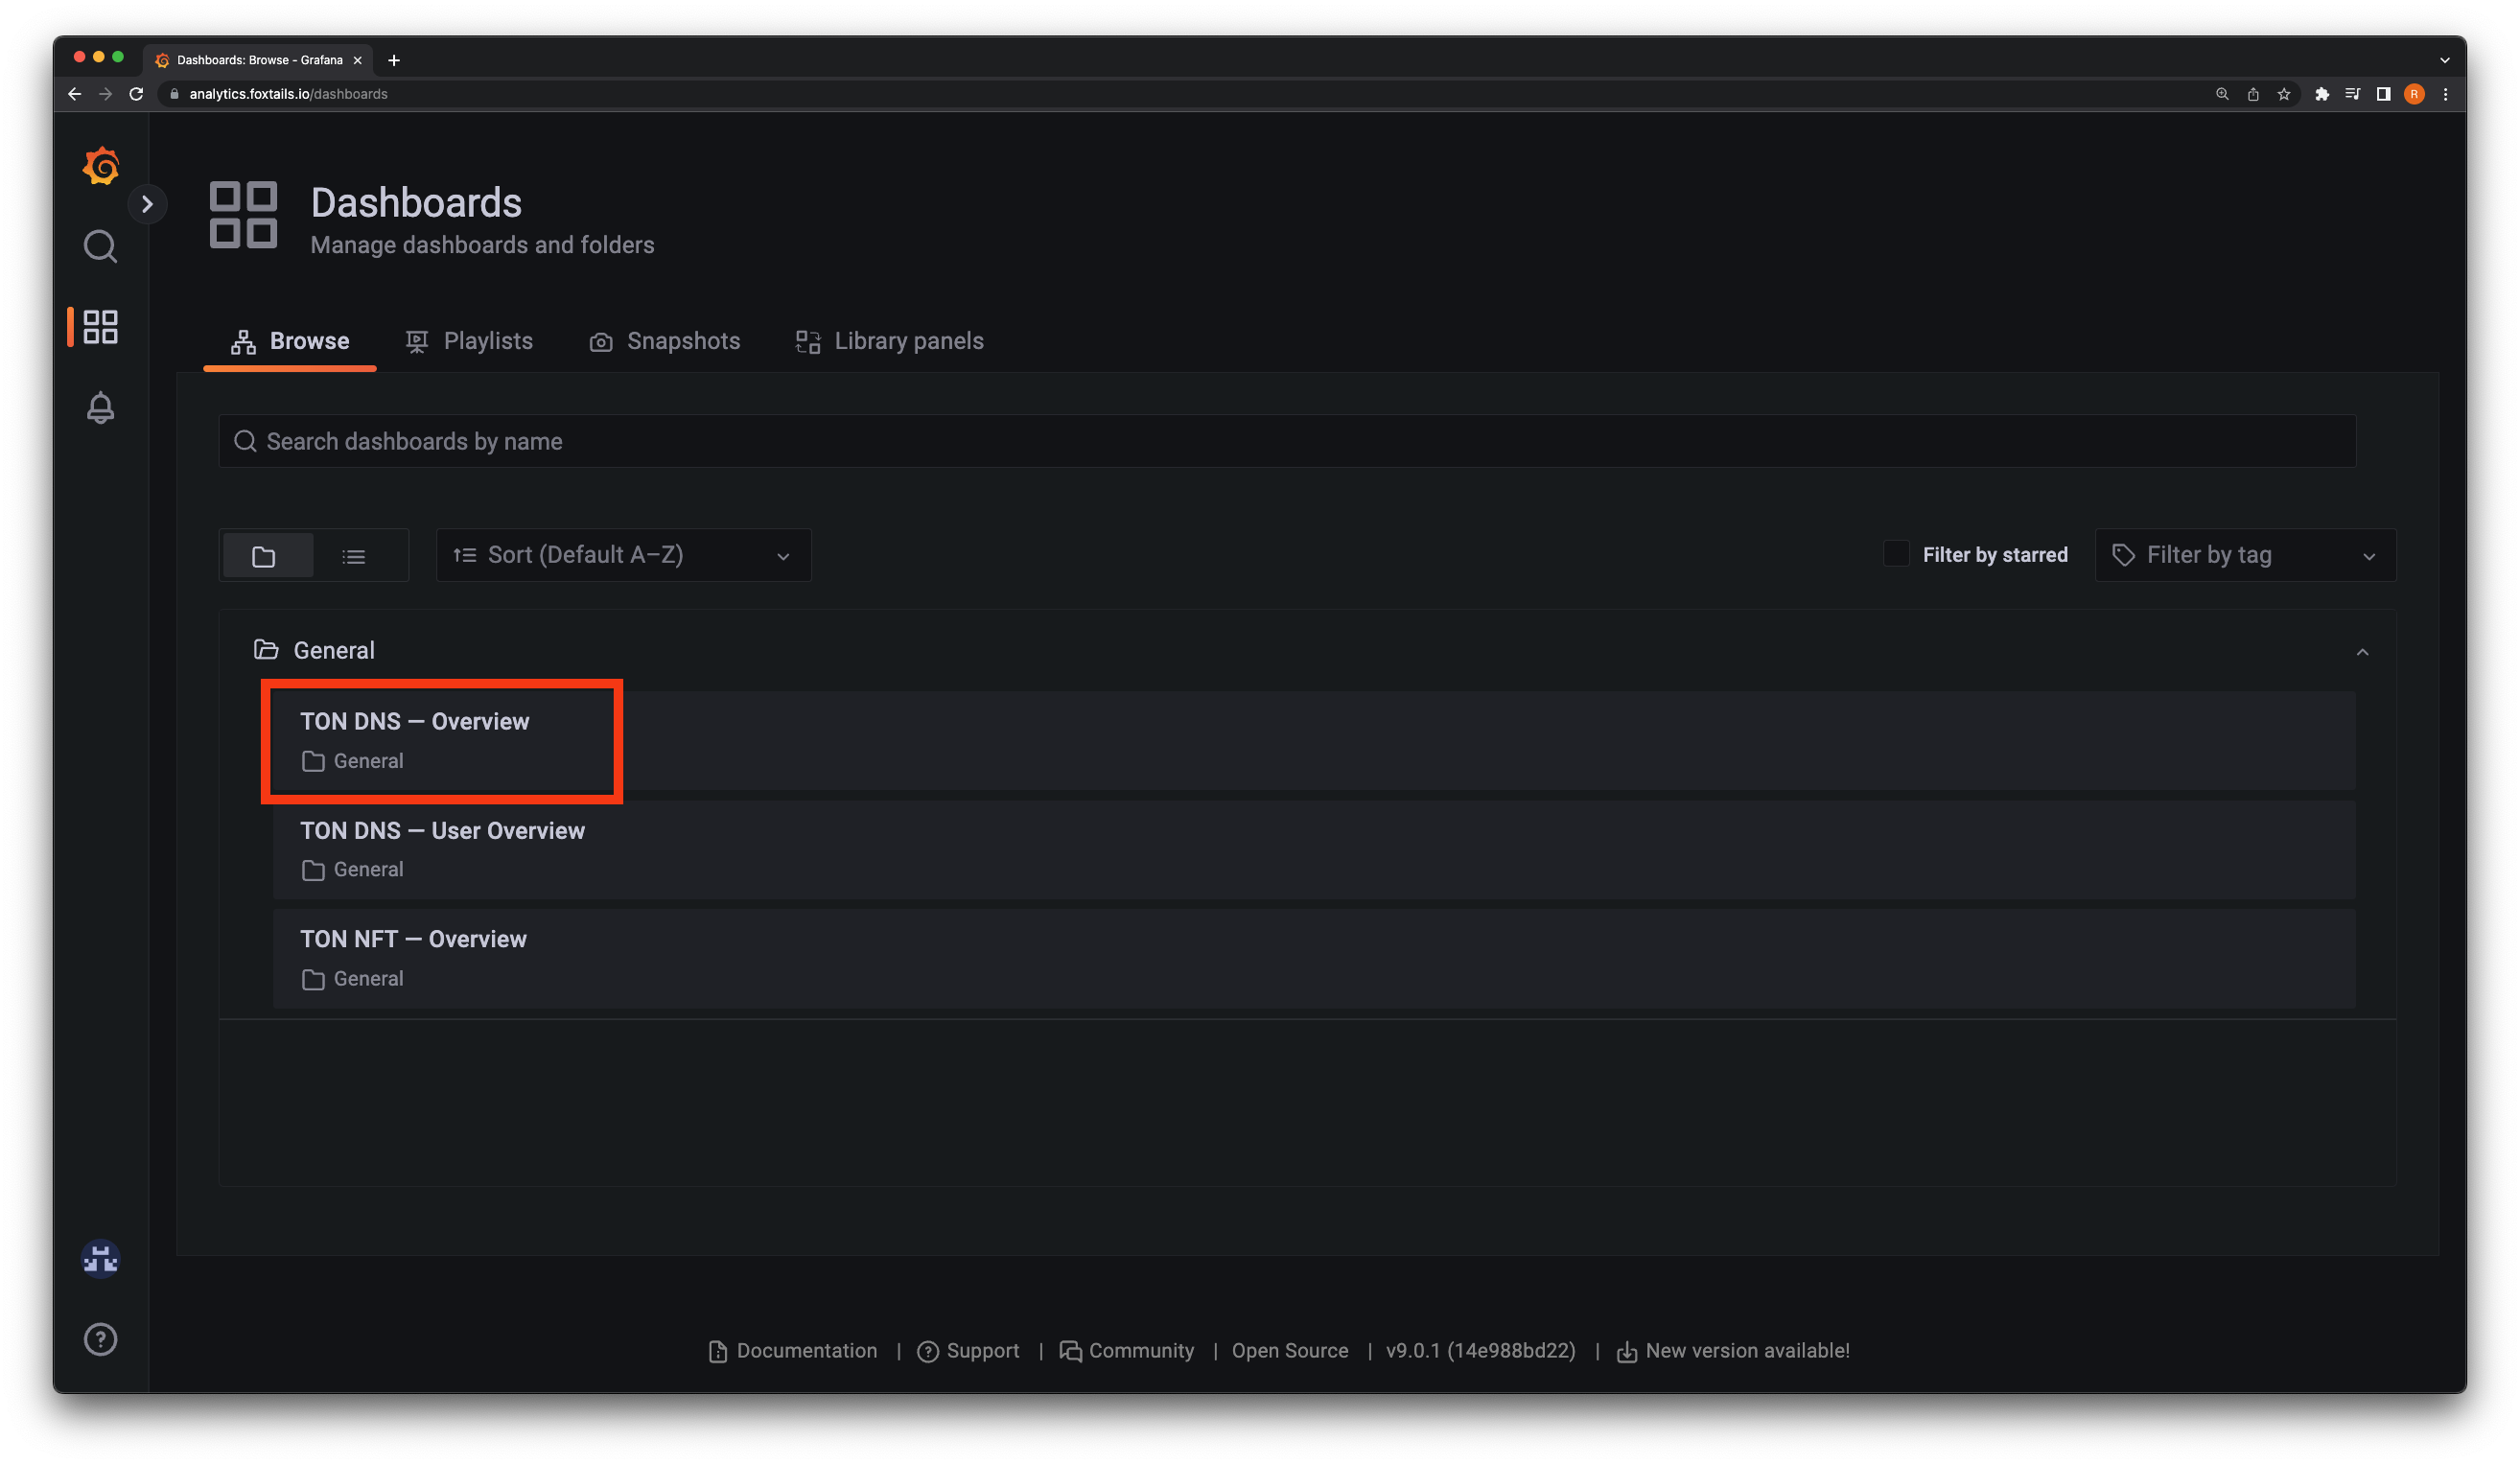 Dashboards: Browse - Grafana
analytics.foxtails.io/dashboards
R
Dashboards
Manage dashboards and folders
Browse
Playlists
Snapshots
Library panels
Search dashboards by name
Sort (Default A–Z)
Filter by starred
Filter by tag
General
TON DNS — Overview
General
TON DNS — User Overview
General
TON NFT — Overview
General
Documentation | Support | Community | Open Source | v9.0.1 (14e988bd22) | New version available!